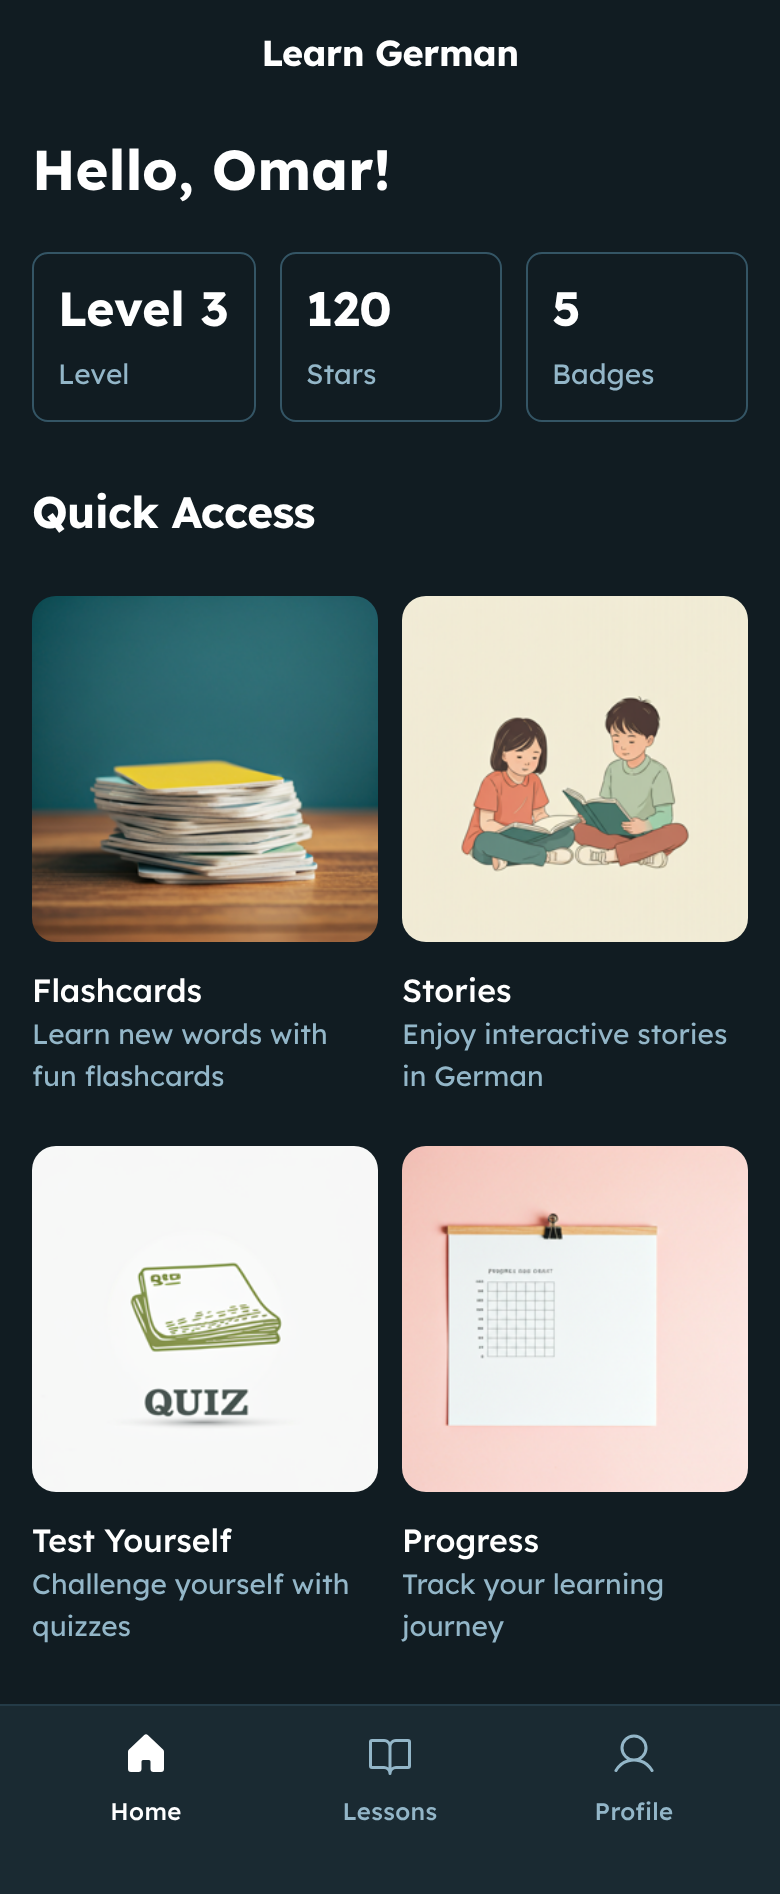 Learn German
Hello, Omar!
Level 3
Level
120
Stars
5
Badges
Quick Access
Flashcards
Learn new words with
fun flashcards
Stories
Enjoy interactive stories
in German
QUIZ
Test Yourself
Challenge yourself with
quizzes
Progress
Track your learning
journey
Home
Lessons
Profile